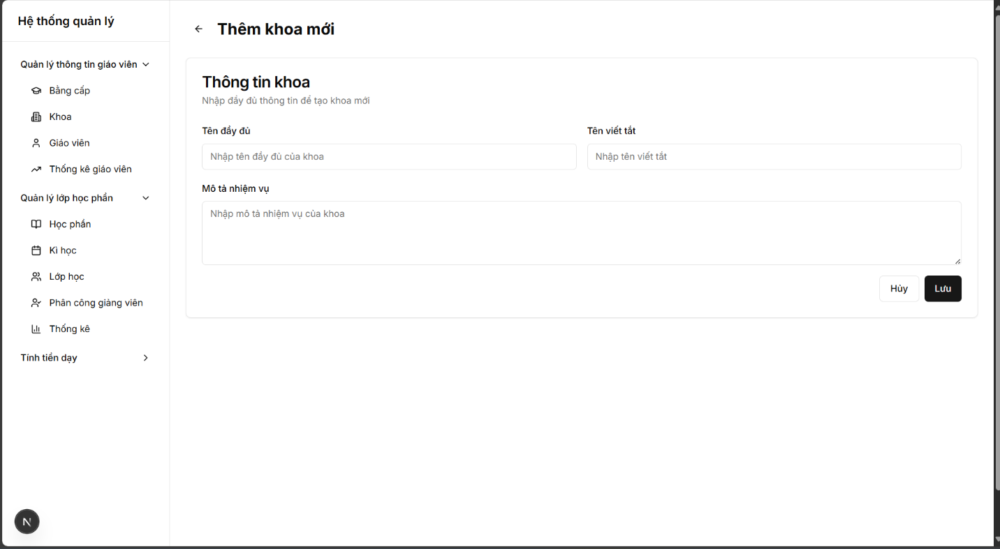 Hệ thống quản lý
Quản lý thông tin giáo viên
Bằng cấp
Khoa
Giáo viên
Thống kê giáo viên
Quản lý lớp học phần
Học phần
Kì học
Lớp học
Phân công giảng viên
Thống kê
Tính tiền dạy
N
Thêm khoa mới
Thông tin khoa
Nhập đầy đủ thông tin để tạo khoa mới
Tên đầy đủ
Tên viết tắt
Nhập tên đầy đủ của khoa
Nhập tên viết tắt
Mô tả nhiệm vụ
Nhập mô tả nhiệm vụ của khoa
Hủy
Lưu